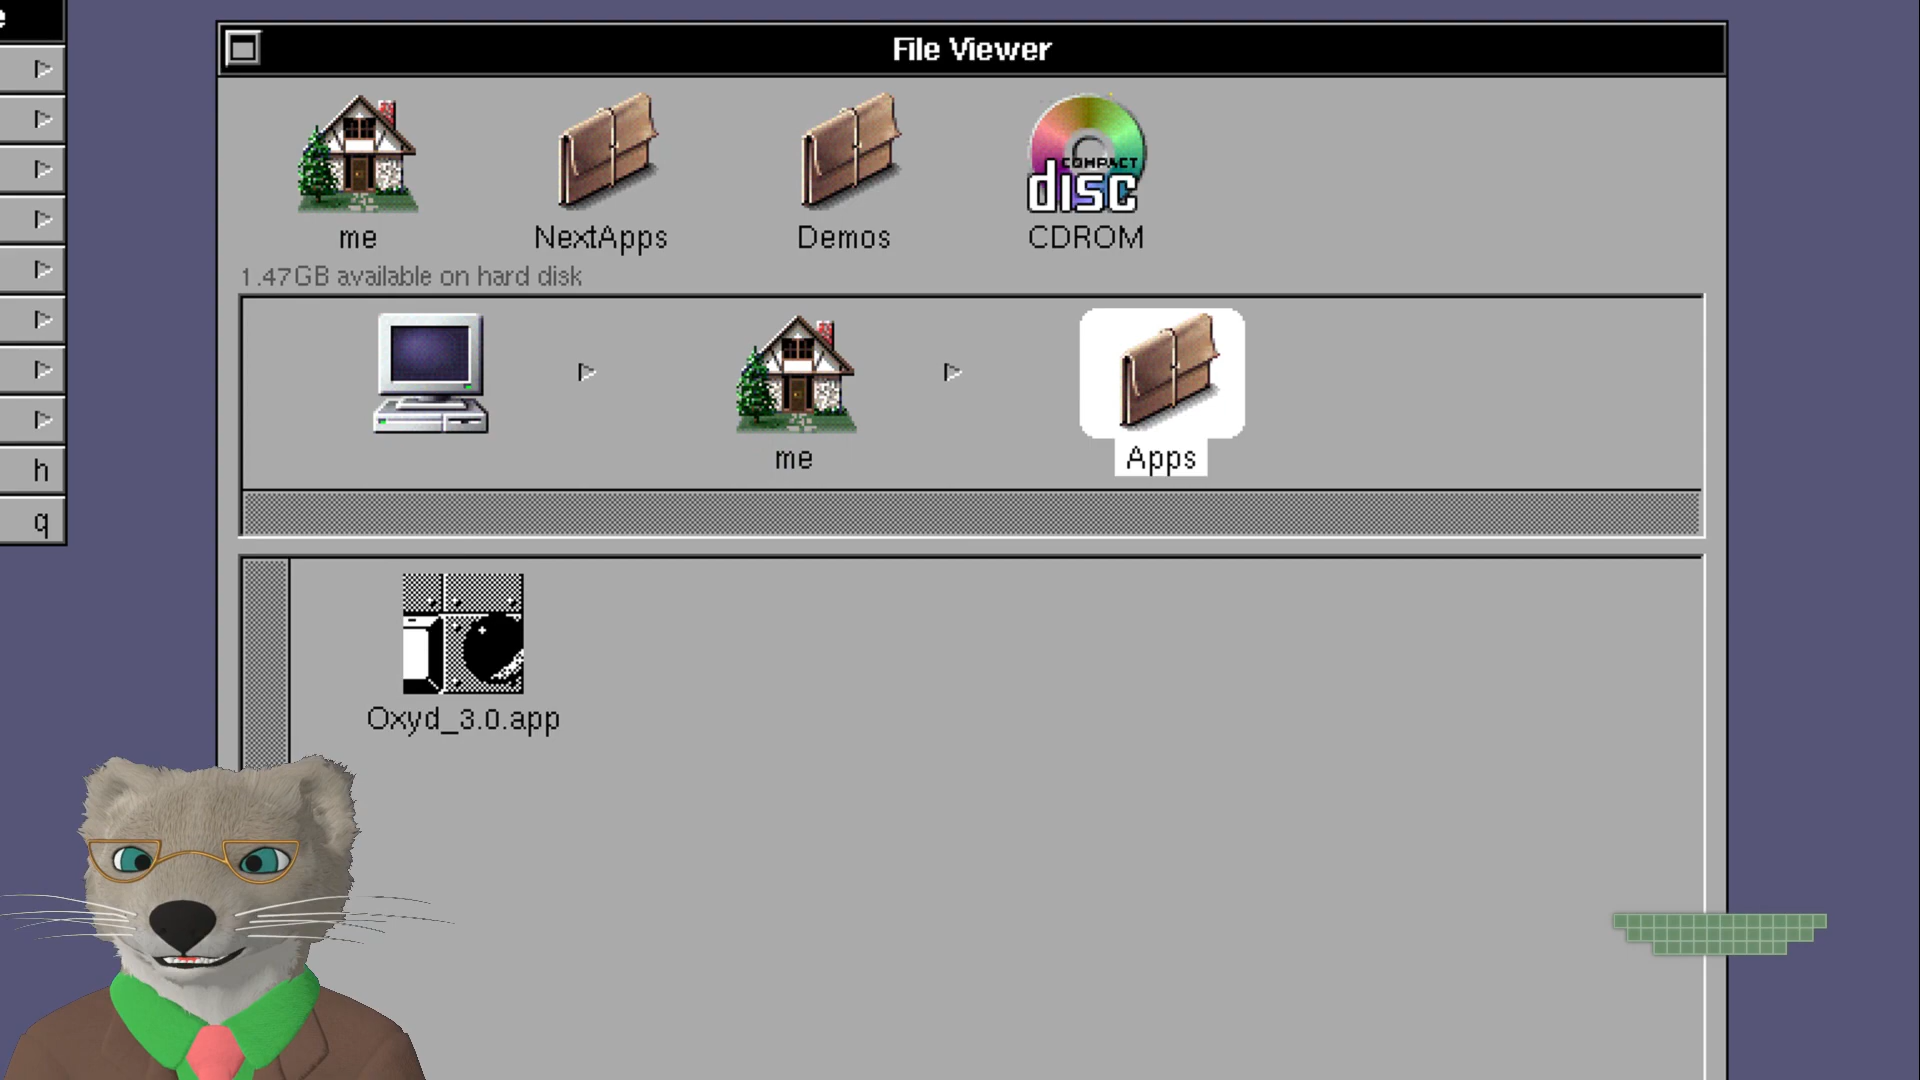 e
File Viewer
COMPACT
disc
me
NextApps
Demos
CDROM
1.47GB available on hard disk
me
Apps
h
q
Oxyd_3.0.app